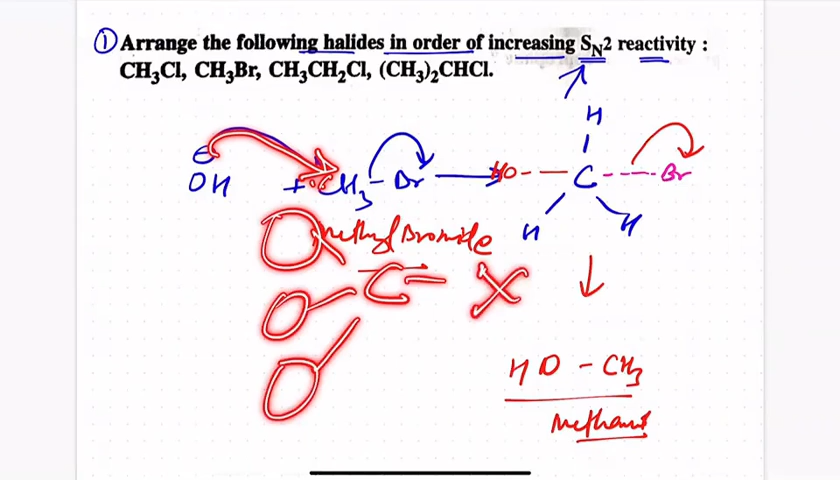 ① Arrange the following halides in order of increasing SN2 reactivity :
CH₃Cl, CH₃Br, CH₃CH₂Cl, (CH₃)₂CHCl.
H
⊖
OH + CH₃ - Br → HO --- C --- Br
methyl Bromide
H H
C - X
↓
HO - CH₃